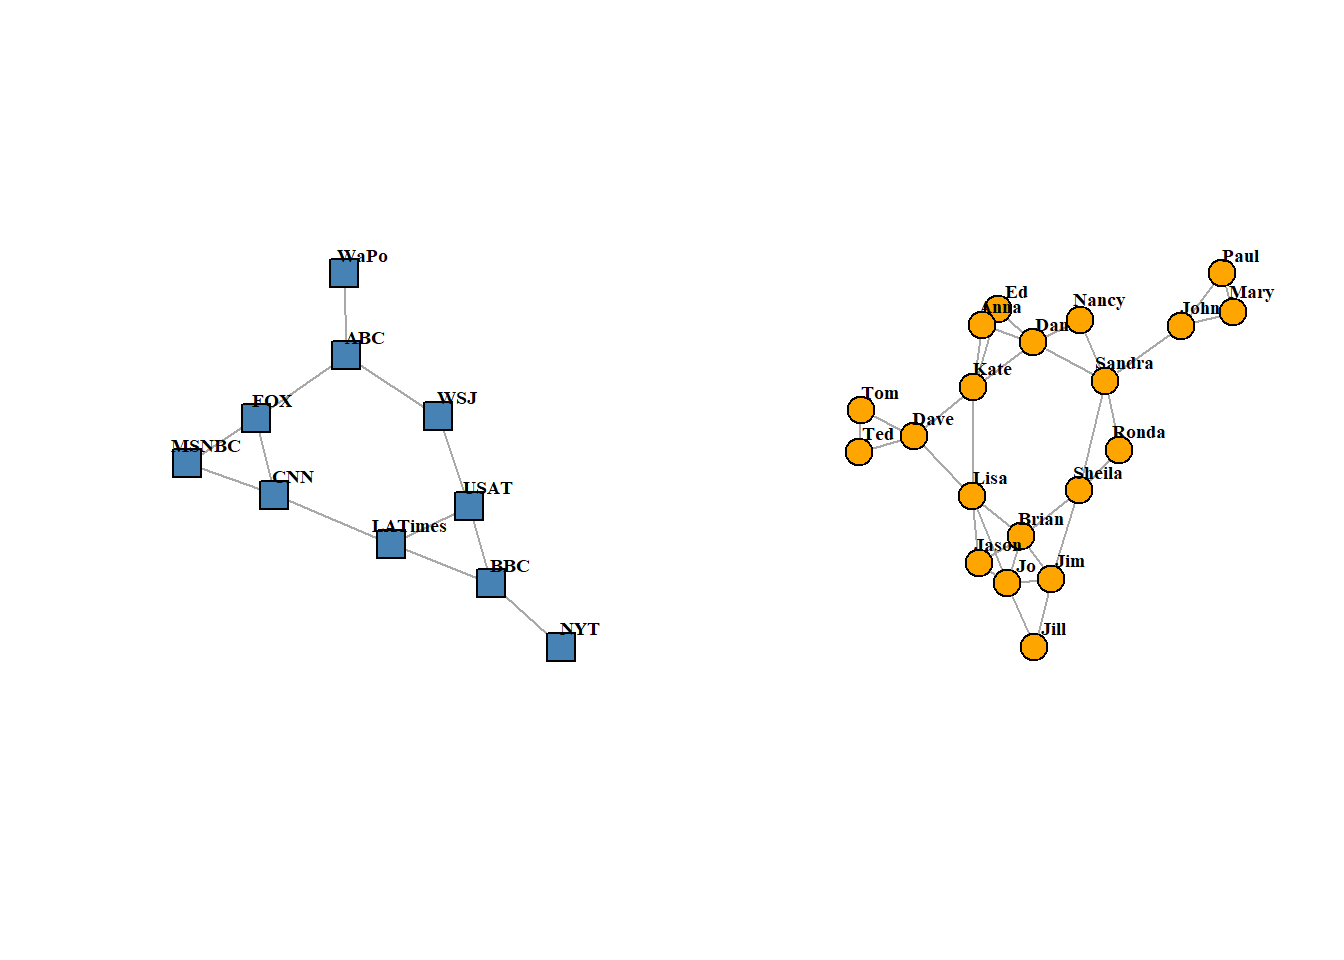 WaPo
ABC
FOX
WSJ
MSNBC
CNN
USAT
LATimes
BBC
NYT
Paul
Ed
Mary
Nancy
Anna
John
Dan
Sandra
Kate
Tom
Dave
Ted
Ronda
Lisa
Sheila
Brian
Jason
Jo
Jim
Jill